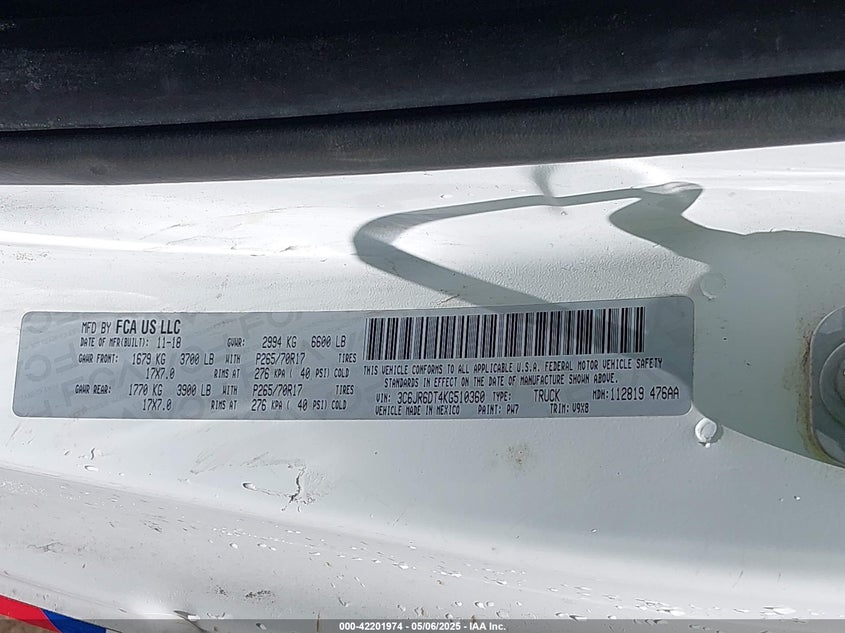 MFD BY FCA US LLC
DATE OF MFR(BUILT): 11-18 GVWR: 2994 KG 6600 LB
GAWR FRONT: 1679 KG 3700 LB WITH P265/70R17 TIRES
17X7.0 RIMS AT 276 KPA ( 40 PSI) COLD
GAWR REAR: 1770 KG 3900 LB WITH P265/70R17 TIRES
17X7.0 RIMS AT 276 KPA ( 40 PSI) COLD
THIS VEHICLE CONFORMS TO ALL APPLICABLE U.S.A. FEDERAL MOTOR VEHICLE SAFETY
STANDARDS IN EFFECT ON THE DATE OF MANUFACTURE SHOWN ABOVE.
VIN: 3C6JR6DT4KG510360 TYPE: TRUCK MDH: 112819 476AA
VEHICLE MADE IN MEXICO PAINT: PW7 TRIM: V9X8
000-42201974 - 05/06/2025 - IAA Inc.